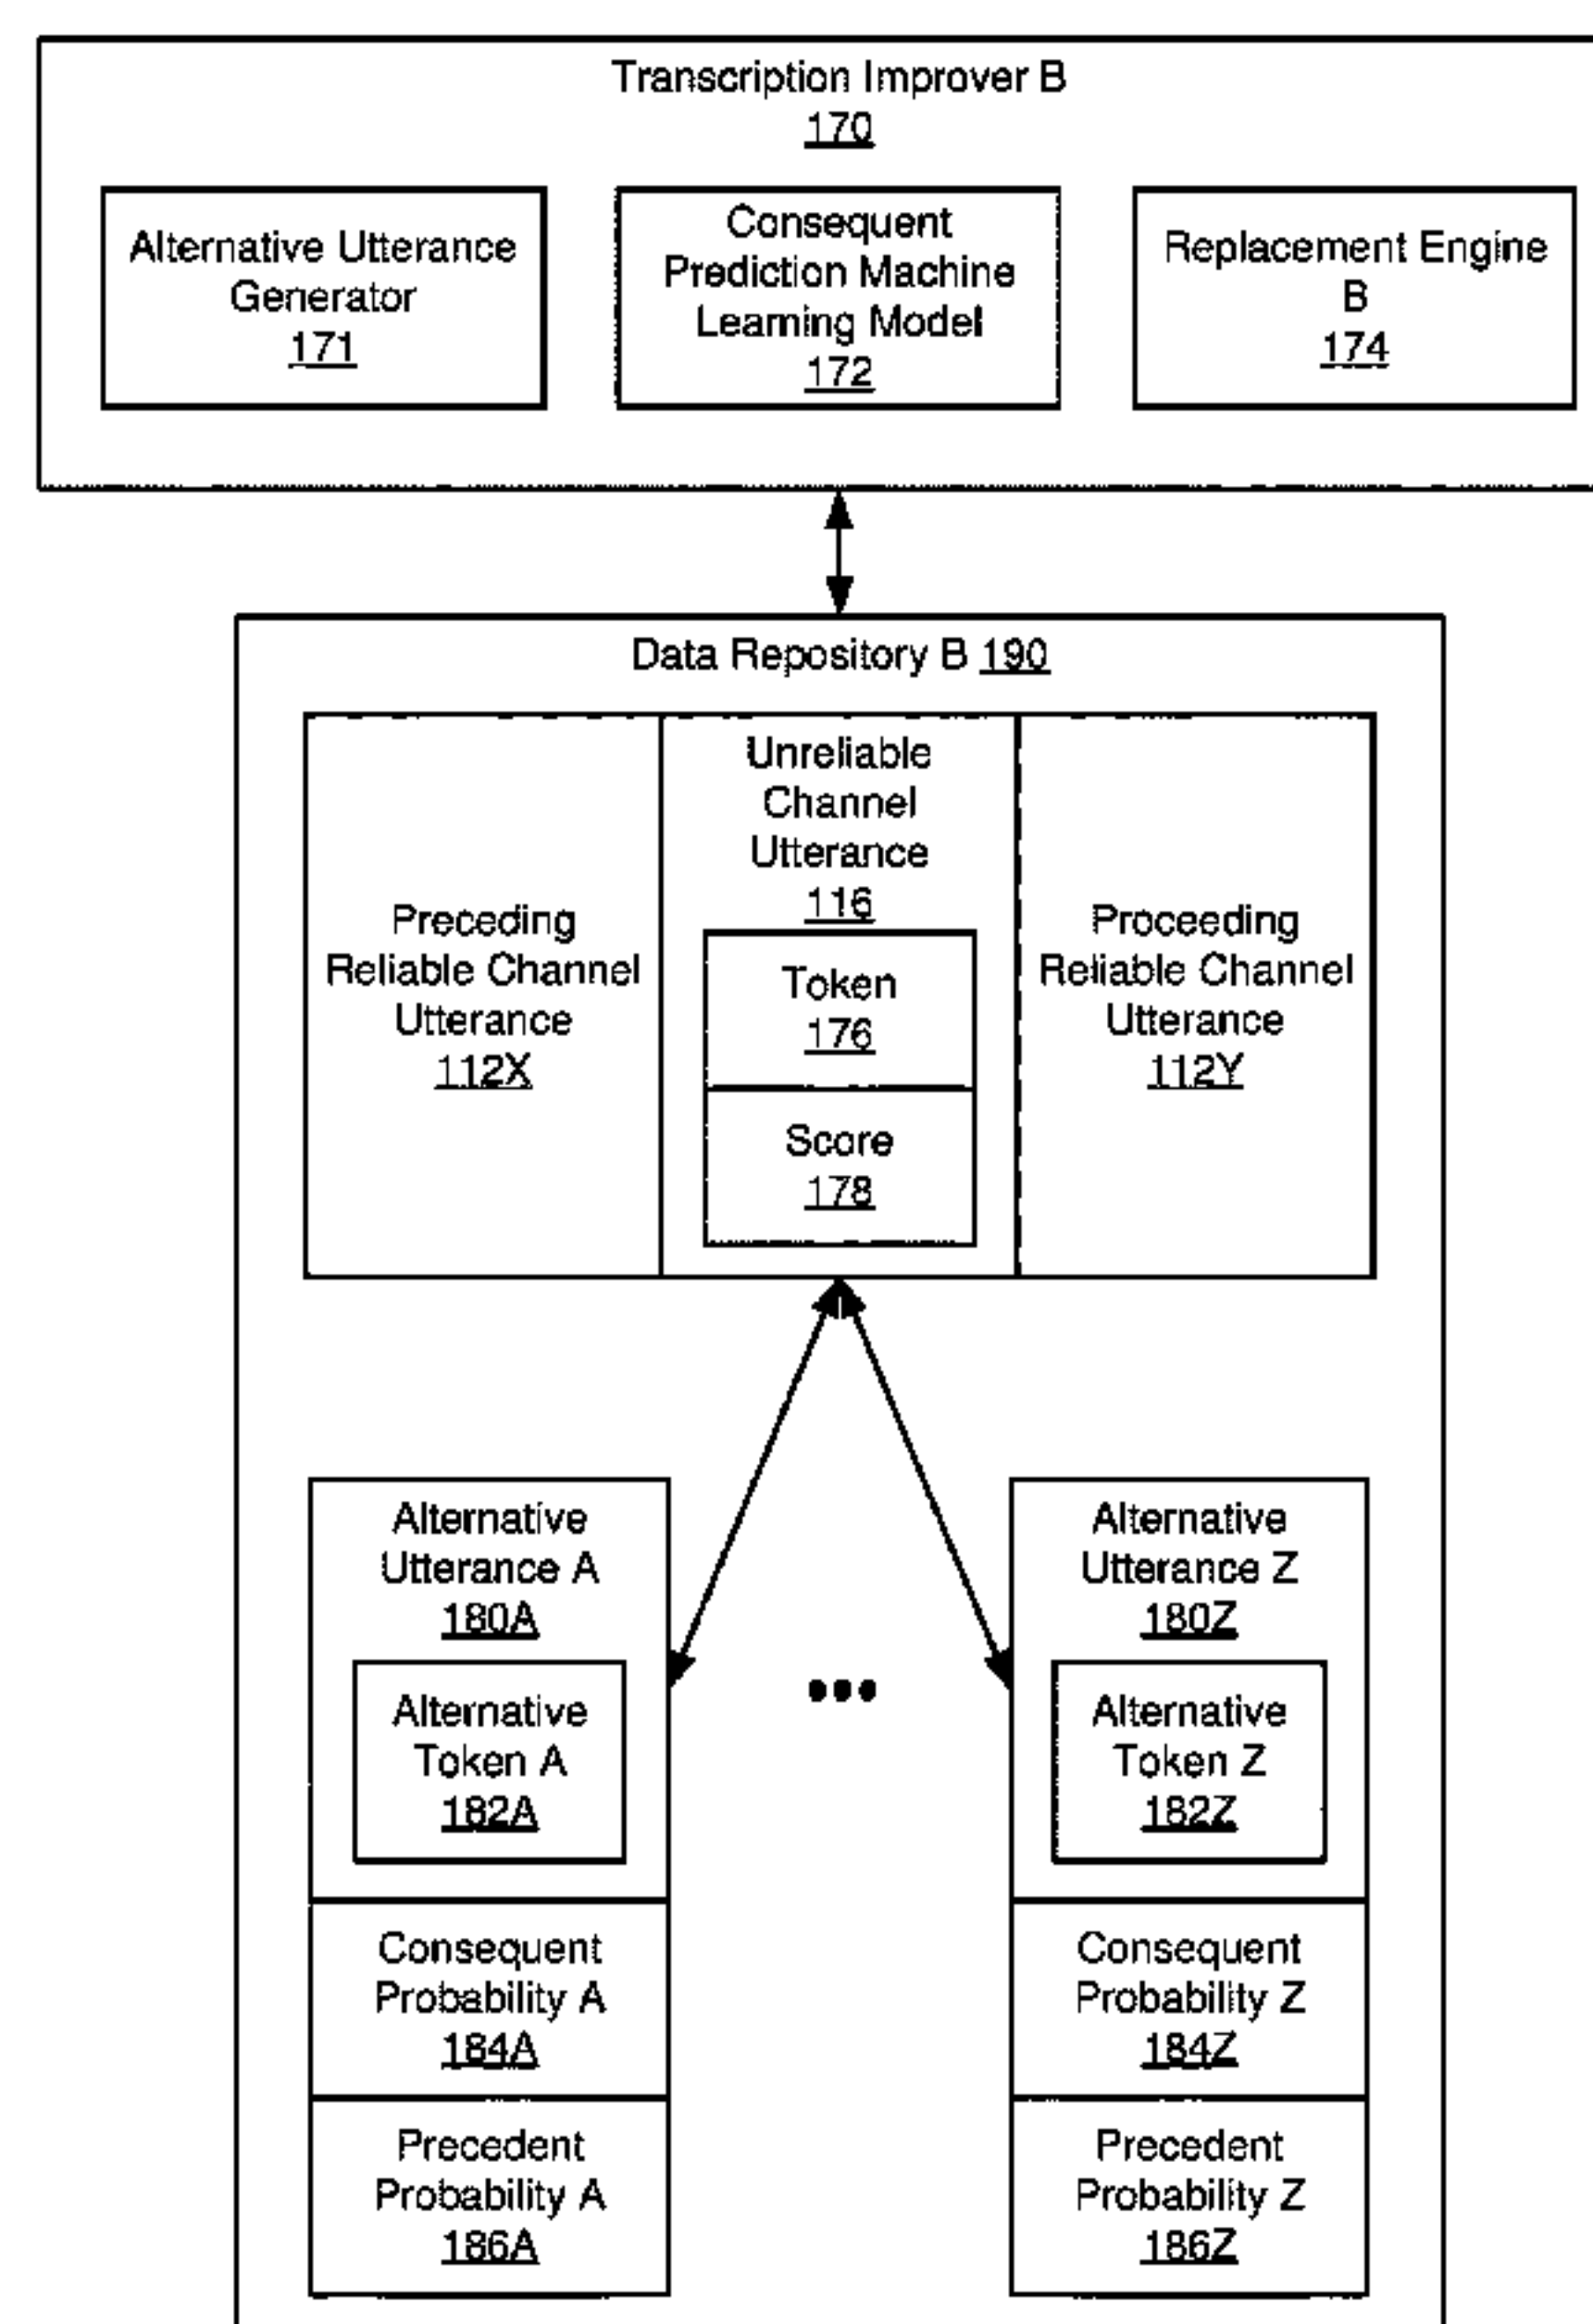 Transcription Improver B
170
Alternative Utterance
Generator
171
Consequent
Prediction Machine
Learning Model
172
Replacement Engine
B
174
Data Repository B 190
Preceding
Reliable Channel
Utterance
112X
Unreliable
Channel
Utterance
116
Token
176
Score
178
Proceeding
Reliable Channel
Utterance
112Y
Alternative
Utterance A
180A
Alternative
Token A
182A
Consequent
Probability A
184A
Precedent
Probability A
186A
•••
Alternative
Utterance Z
180Z
Alternative
Token Z
182Z
Consequent
Probability Z
184Z
Precedent
Probability Z
186Z